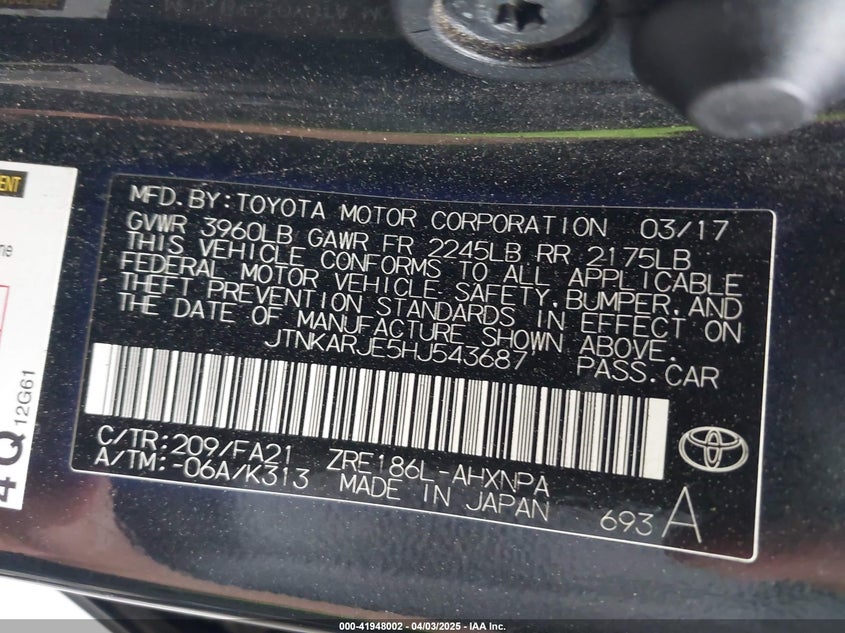 MFD.BY:TOYOTA MOTOR CORPORATION 03/17
GVWR 3960LB GAWR FR 2245LB RR 2175LB
THIS VEHICLE CONFORMS TO ALL APPLICABLE
FEDERAL MOTOR VEHICLE SAFETY,BUMPER,AND
THEFT PREVENTION STANDARDS IN EFFECT ON
THE DATE OF MANUFACTURE SHOWN ABOVE.
JTNKARJE5HJ543687 PASS.CAR
C/TR:209/FA21 ZRE186L-AHXNPA
A/TM:-06A/K313 MADE IN JAPAN
693 A
4Q 12G61
000-41948002 - 04/03/2025 - IAA Inc.